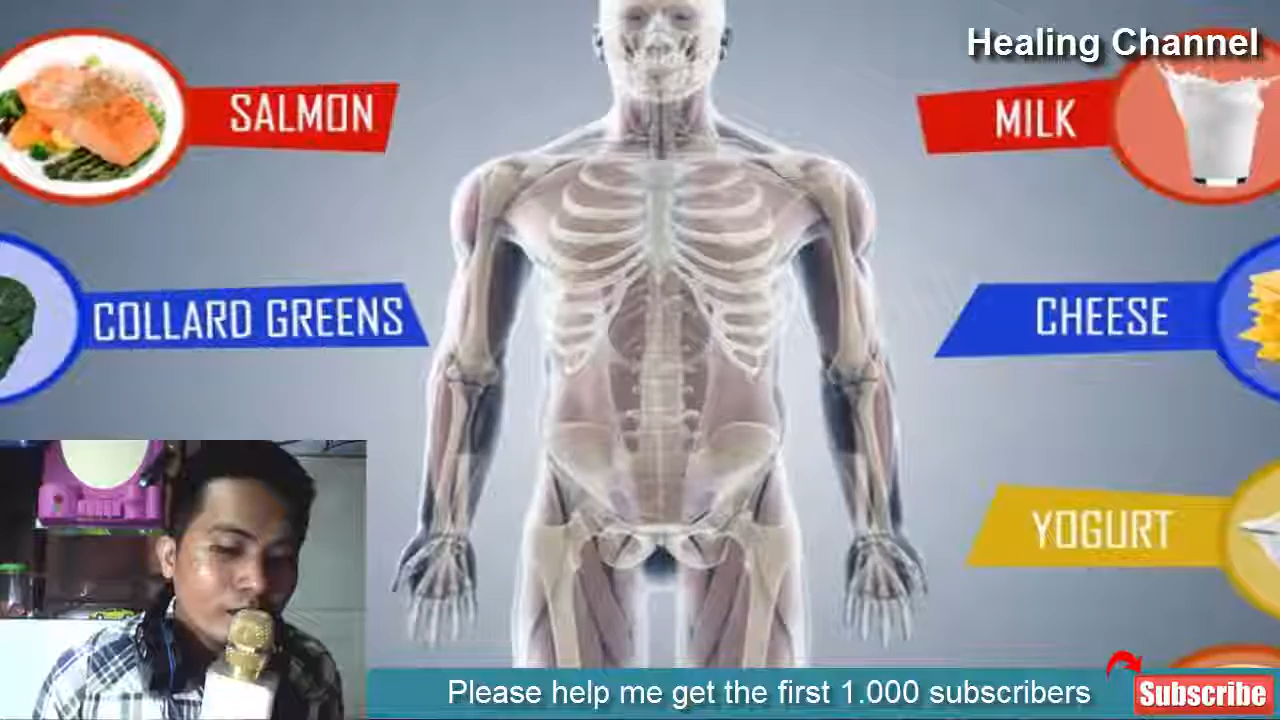 Healing Channel
SALMON
MILK
COLLARD GREENS
CHEESE
YOGURT
Please help me get the first 1.000 subscribers
Subscribe